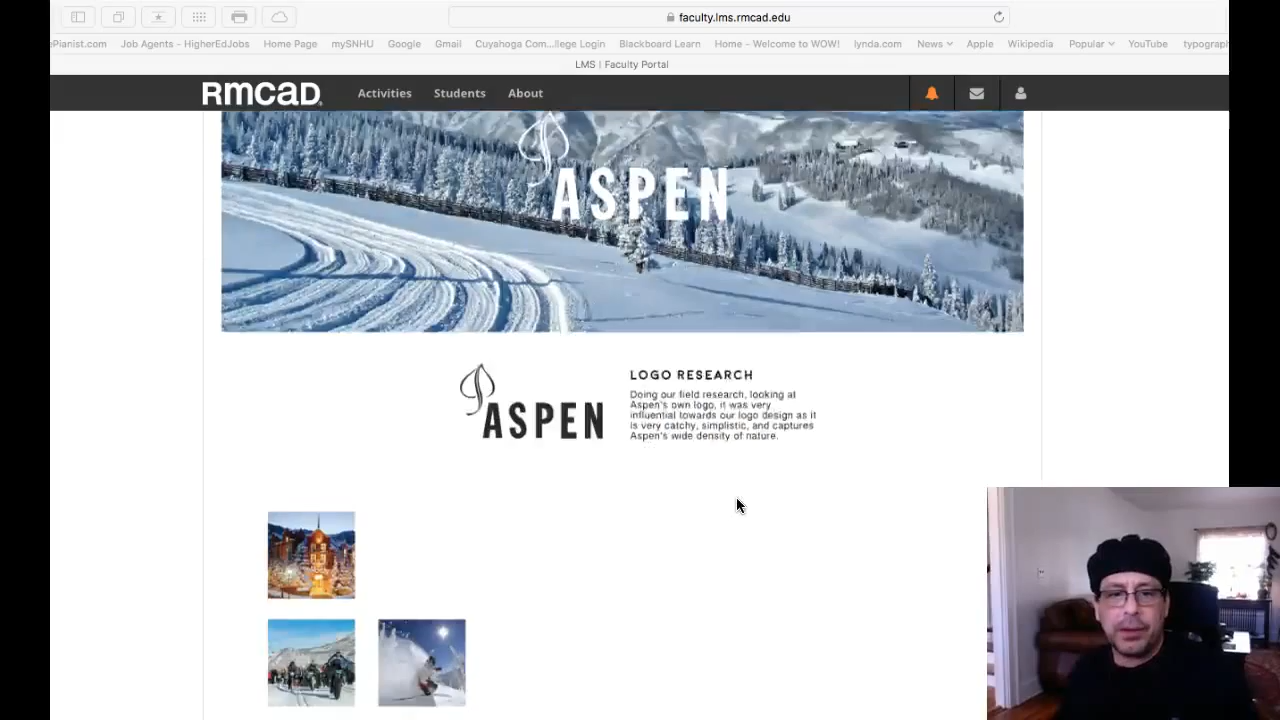 faculty.lms.rmcad.edu
ePianist.com Job Agents - HigherEdJobs Home Page mySNHU Google Gmail Cuyahoga Com...llege Login Blackboard Learn Home - Welcome to WOW! lynda.com News Apple Wikipedia Popular YouTube typograph
LMS | Faculty Portal
RMCAD Activities Students About
ASPEN
ASPEN
LOGO RESEARCH
Doing our field research, looking at
Aspen's own logo, it was very
influential towards our logo design as it
is very catchy, simplistic, and captures
Aspen's wide density of nature.